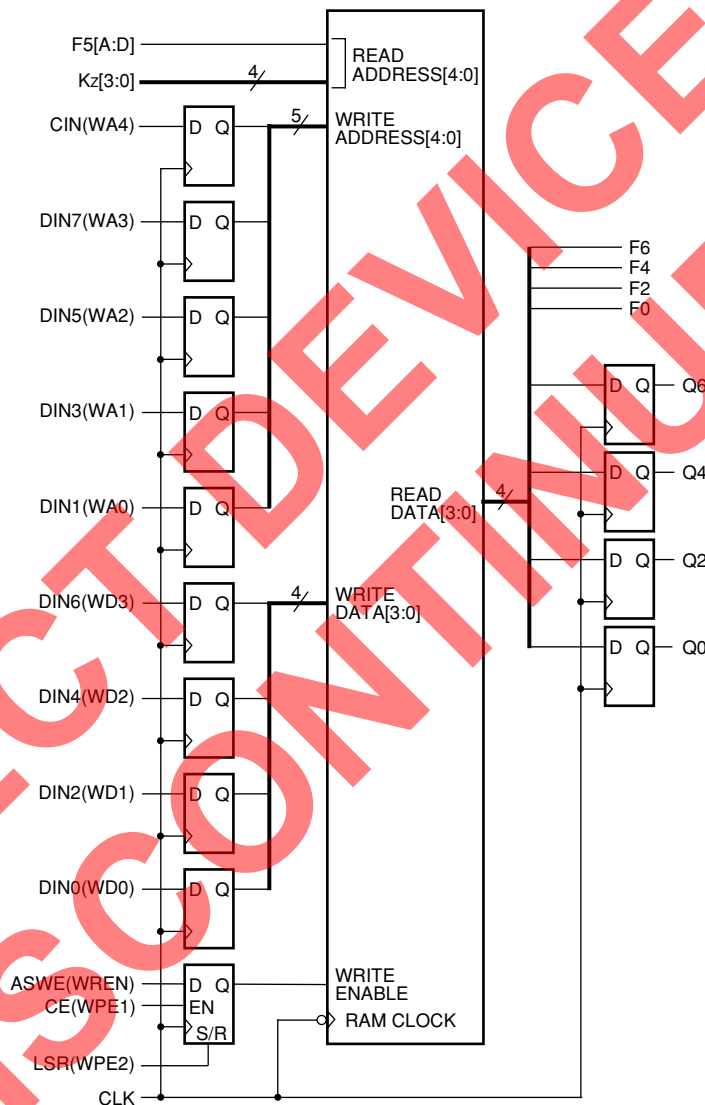 F5[A:D]
Kz[3:0]
4
READ
ADDRESS[4:0]
CIN(WA4)
D Q
5
WRITE
ADDRESS[4:0]
DIN7(WA3)
D Q
DIN5(WA2)
D Q
DIN3(WA1)
D Q
DIN1(WA0)
D Q
DIN6(WD3)
D Q
4
WRITE
DATA[3:0]
DIN4(WD2)
D Q
DIN2(WD1)
D Q
DIN0(WD0)
D Q
ASWE(WREN)
D Q
CE(WPE1)
EN
S/R
LSR(WPE2)
CLK
WRITE
ENABLE
RAM CLOCK
READ
DATA[3:0]
4
F6
F4
F2
F0
D Q
Q6
D Q
Q4
D Q
Q2
D Q
Q0
CT DEVICE
ISCONTINU